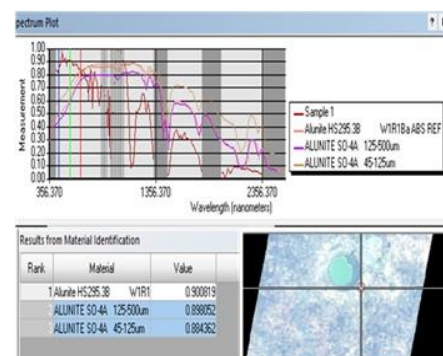 pectrum Plot
?
1.00
0.90
0.80
0.70
0.60
0.50
0.40
0.30
0.20
0.10
0.00
Measurement
356.370 1356.370 2356.370
Wavelength (nanometers)
Sample 1
Alunite HS295.3B W1R1Ba ABS REF
ALUNITE SO-4A 125-500um
ALUNITE SO-4A 45-125um
Results from Material Identification
Rank Material Value
1 Alunite HS295.3B W1R1 0.900819
ALUNITE SO-4A 125-500um 0.898052
ALUNITE SO-4A 45-125um 0.884362